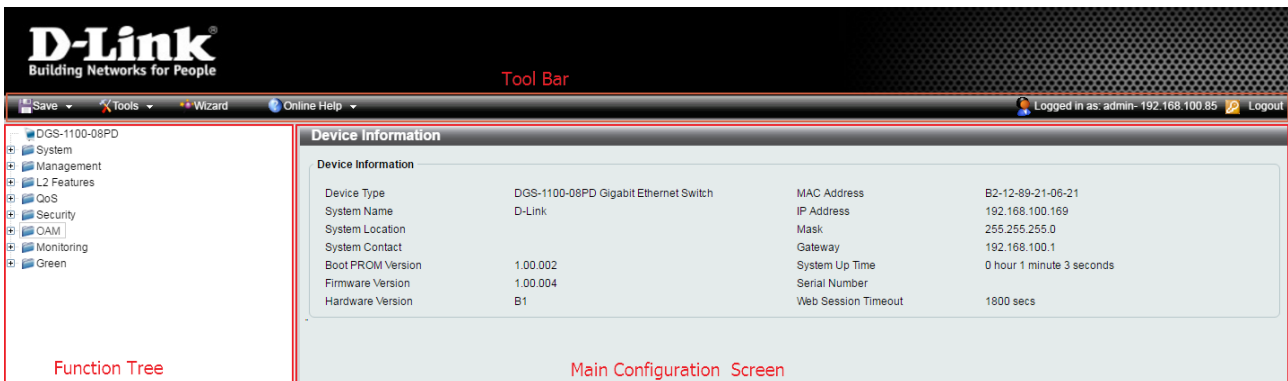 D-Link®
Building Networks for People
Tool Bar
Save Tools Wizard Online Help Logged in as: admin- 192.168.100.85 Logout
DGS-1100-08PD
System
Management
L2 Features
QoS
Security
OAM
Monitoring
Green
Function Tree
Device Information
Device Information
Device Type DGS-1100-08PD Gigabit Ethernet Switch MAC Address B2-12-89-21-06-21
System Name D-Link IP Address 192.168.100.169
System Location Mask 255.255.255.0
System Contact Gateway 192.168.100.1
Boot PROM Version 1.00.002 System Up Time 0 hour 1 minute 3 seconds
Firmware Version 1.00.004 Serial Number
Hardware Version B1 Web Session Timeout 1800 secs
Main Configuration Screen